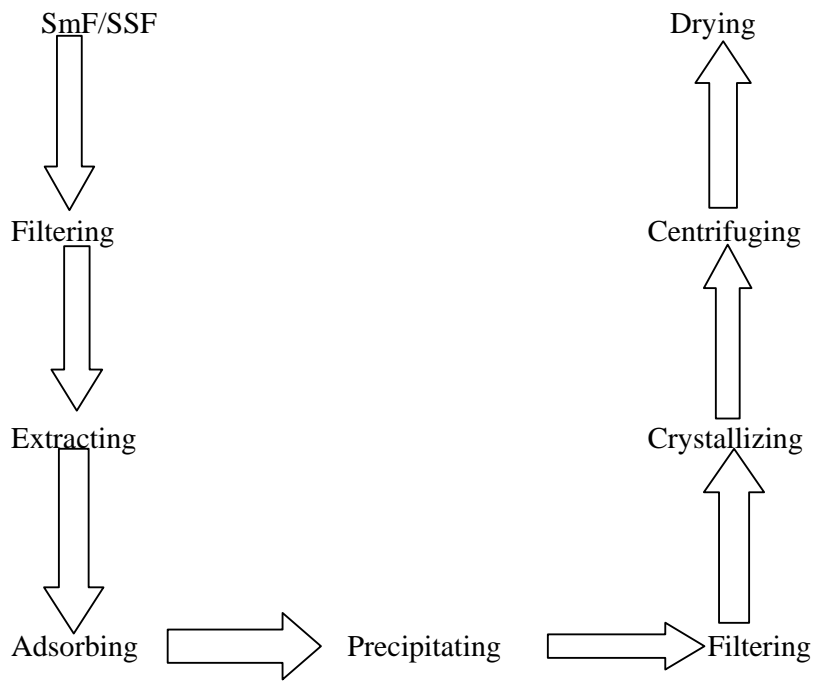 SmF/SSF
Filtering
Extracting
Adsorbing
Precipitating
Filtering
Crystallizing
Centrifuging
Drying